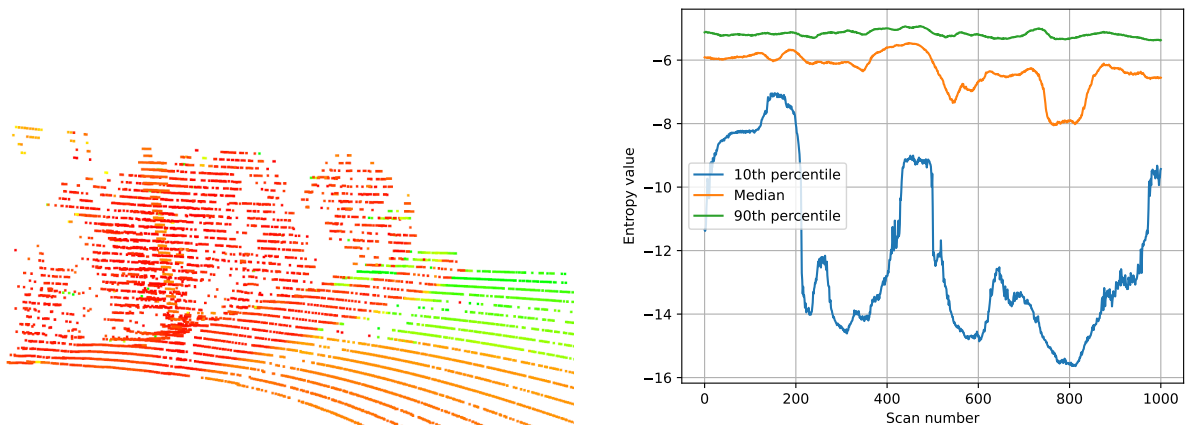 −6
−8
−10
−12
−14
−16
Entropy value
10th percentile
Median
90th percentile
0
200
400
600
800
1000
Scan number